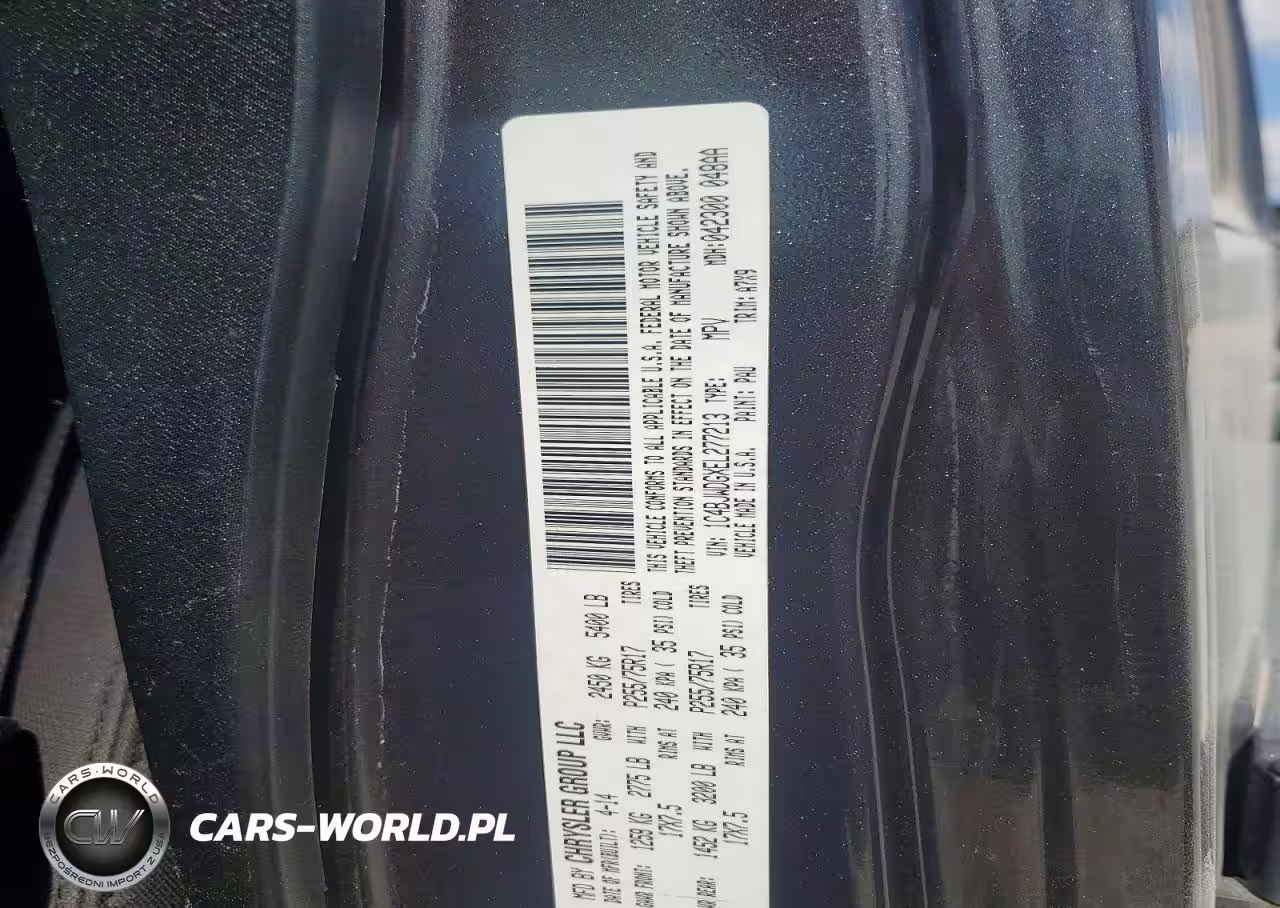 MFD BY CHRYSLER GROUP LLC
DATE OF MFR(BUILT): 4-14 GVWR: 2450 KG 5400 LB
GAWR FRONT: 1259 KG 2775 LB WITH P255/75R17 TIRES
17X7.5 RIMS AT 240 KPA ( 35 PSI) COLD
REAR: 1452 KG 3200 LB WITH P255/75R17 TIRES
17X7.5 RIMS AT 240 KPA ( 35 PSI) COLD
THIS VEHICLE CONFORMS TO ALL APPLICABLE U.S.A. FEDERAL MOTOR VEHICLE SAFETY AND
THEFT PREVENTION STANDARDS IN EFFECT ON THE DATE OF MANUFACTURE SHOWN ABOVE.
VIN: 1C4BJWDGXEL277213 TYPE: MPV MDH:042300 048AA
VEHICLE MADE IN U.S.A. PAINT: PAU TRIM: A7X9
CARS-WORLD
CW
BEZPOŚREDNI IMPORT Z USA
CARS-WORLD.PL